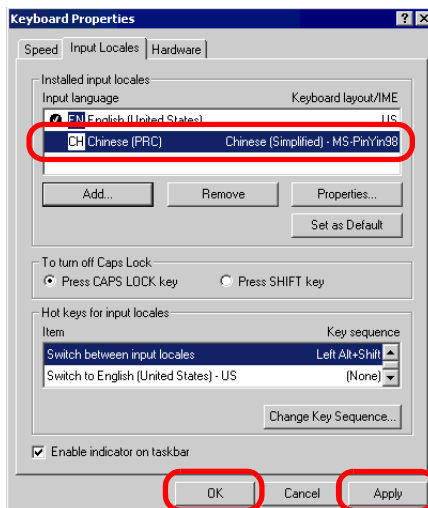 Keyboard Properties
Speed Input Locales Hardware
Installed input locales
Input language Keyboard layout/IME
EN English (United States) US
CH Chinese (PRC) Chinese (Simplified) - MS-PinYin98
Add... Remove Properties...
Set as Default
To turn off Caps Lock
Press CAPS LOCK key Press SHIFT key
Hot keys for input locales
Item Key sequence
Switch between input locales Left Alt+Shift
Switch to English (United States) - US (None)
Change Key Sequence...
Enable indicator on taskbar
OK Cancel Apply